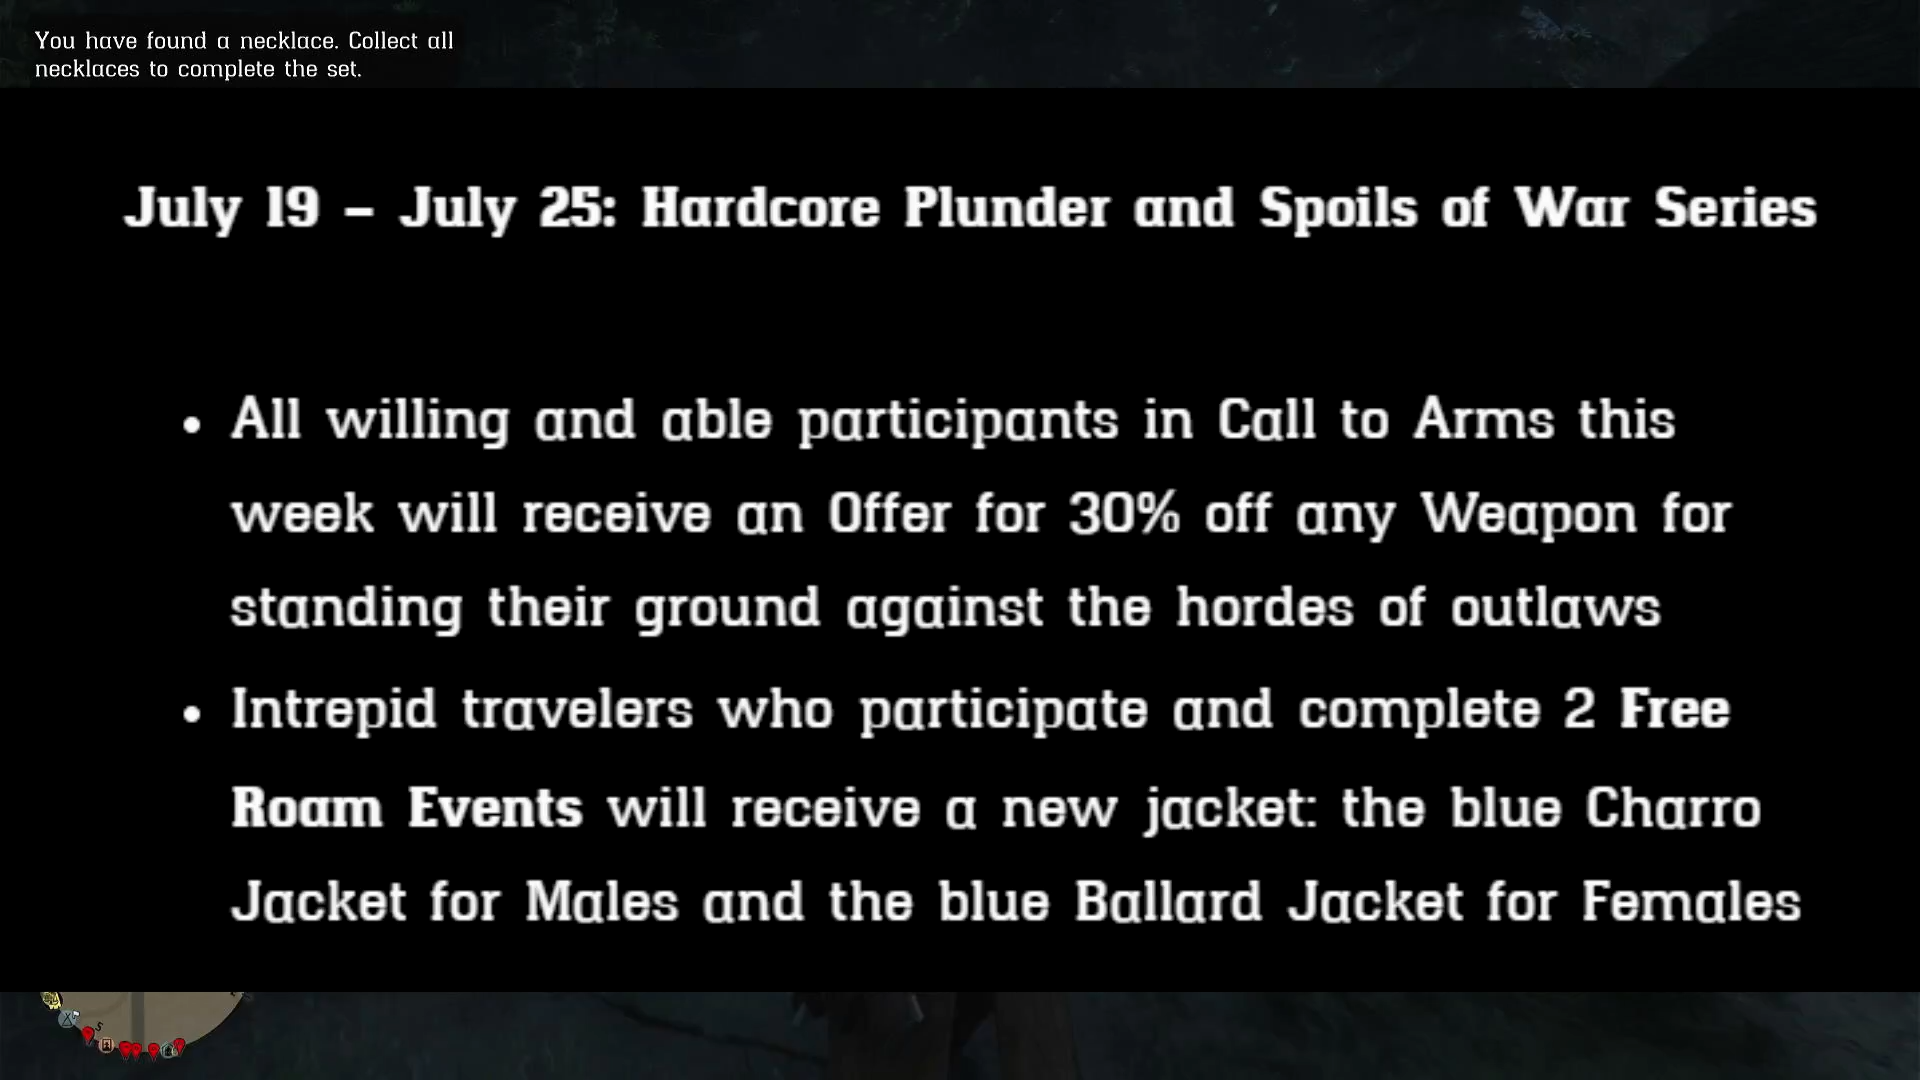 You have found a necklace. Collect all
necklaces to complete the set.
July 19 – July 25: Hardcore Plunder and Spoils of War Series
• All willing and able participants in Call to Arms this
week will receive an Offer for 30% off any Weapon for
standing their ground against the hordes of outlaws
• Intrepid travelers who participate and complete 2 Free
Roam Events will receive a new jacket: the blue Charro
Jacket for Males and the blue Ballard Jacket for Females
S